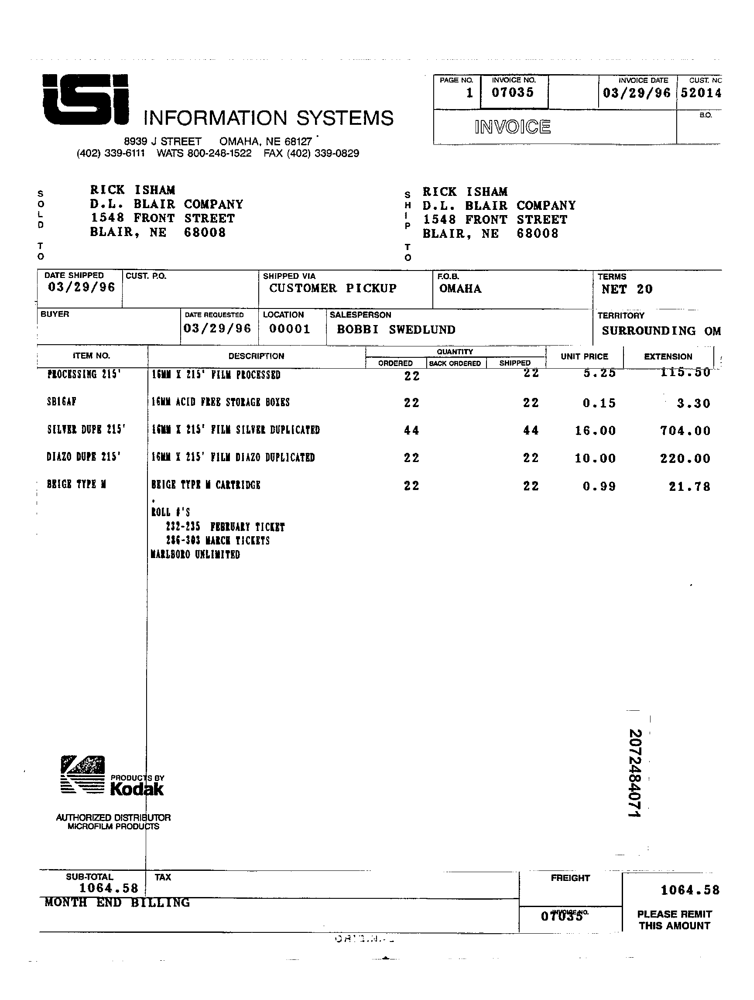 isi INFORMATION SYSTEMS
8939 J STREET OMAHA, NE 68127
(402) 339-6111 WATS 800-248-1522 FAX (402) 339-0829
PAGE NO. INVOICE NO. INVOICE DATE CUST. NO
1 07035 03/29/96 52014
INVOICE B.O.
SOLD TO
RICK ISHAM
D.L. BLAIR COMPANY
1548 FRONT STREET
BLAIR, NE 68008
SHIP TO
RICK ISHAM
D.L. BLAIR COMPANY
1548 FRONT STREET
BLAIR, NE 68008
DATE SHIPPED CUST. P.O. SHIPPED VIA F.O.B. TERMS
03/29/96 CUSTOMER PICKUP OMAHA NET 20
BUYER DATE REQUESTED LOCATION SALESPERSON TERRITORY
03/29/96 00001 BOBBI SWEDLUND SURROUNDING OM
ITEM NO. DESCRIPTION QUANTITY UNIT PRICE EXTENSION
ORDERED BACK ORDERED SHIPPED
PROCESSING 215' 16MM X 215' FILM PROCESSED 22 22 5.25 115.50
SB16AF 16MM ACID FREE STORAGE BOXES 22 22 0.15 3.30
SILVER DUPE 215' 16MM X 215' FILM SILVER DUPLICATED 44 44 16.00 704.00
DIAZO DUPE 215' 16MM X 215' FILM DIAZO DUPLICATED 22 22 10.00 220.00
BEIGE TYPE M BEIGE TYPE M CARTRIDGE 22 22 0.99 21.78
ROLL #'S
232-235 FEBRUARY TICKET
286-303 MARCH TICKETS
MARLBORO UNLIMITED
2072484071
PRODUCTS BY
Kodak
AUTHORIZED DISTRIBUTOR
MICROFILM PRODUCTS
SUB-TOTAL TAX FREIGHT
1064.58 1064.58
MONTH END BILLING
INVOICE NO.
07035
PLEASE REMIT
THIS AMOUNT